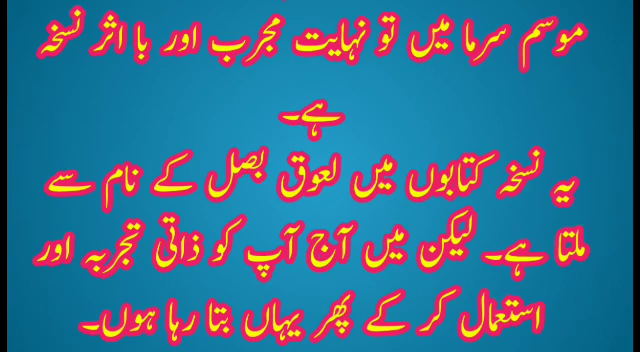 موسم سرما میں تو نہایت مجرب اور با اثر نسخہ
ہے۔
یہ نسخہ کتابوں میں لعوق بصل کے نام سے
ملتا ہے۔ لیکن میں آج آپ کو ذاتی تجربہ اور
استعمال کر کے پھر یہاں بتا رہا ہوں۔